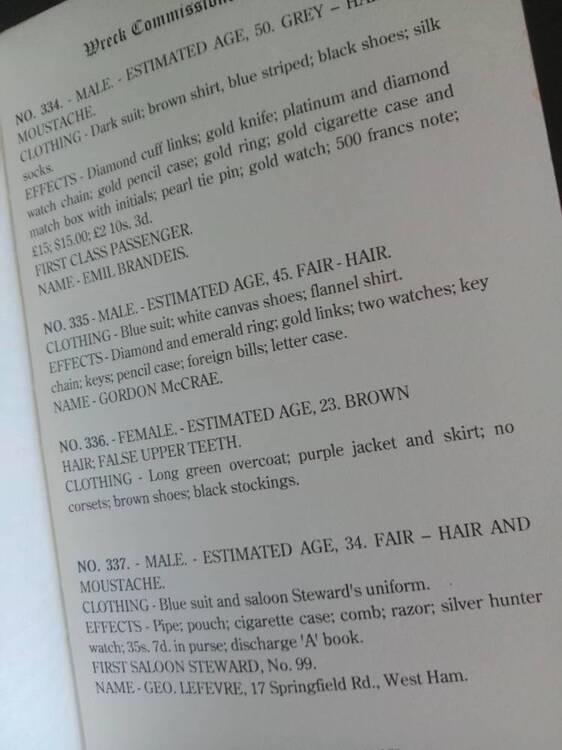 Wreck Commissione
NO. 334. - MALE. - ESTIMATED AGE, 50. GREY – HAI
MOUSTACHE.
CLOTHING - Dark suit; brown shirt, blue striped; black shoes; silk
socks.
EFFECTS - Diamond cuff links; gold knife; platinum and diamond
watch chain; gold pencil case; gold ring; gold cigarette case and
match box with initials; pearl tie pin; gold watch; 500 francs note;
£15; $15.00; £2 10s. 3d.
FIRST CLASS PASSENGER.
NAME - EMIL BRANDEIS.
NO. 335 - MALE. - ESTIMATED AGE, 45. FAIR - HAIR.
CLOTHING - Blue suit; white canvas shoes; flannel shirt.
EFFECTS - Diamond and emerald ring; gold links; two watches; key
chain; keys; pencil case; foreign bills; letter case.
NAME - GORDON McCRAE.
NO. 336. - FEMALE. - ESTIMATED AGE, 23. BROWN
HAIR; FALSE UPPER TEETH.
CLOTHING - Long green overcoat; purple jacket and skirt; no
corsets; brown shoes; black stockings.
NO. 337. - MALE. - ESTIMATED AGE, 34. FAIR – HAIR AND
MOUSTACHE.
CLOTHING - Blue suit and saloon Steward's uniform.
EFFECTS - Pipe; pouch; cigarette case; comb; razor; silver hunter
watch; 35s. 7d. in purse; discharge 'A' book.
FIRST SALOON STEWARD, No. 99.
NAME - GEO. LEFEVRE, 17 Springfield Rd., West Ham.